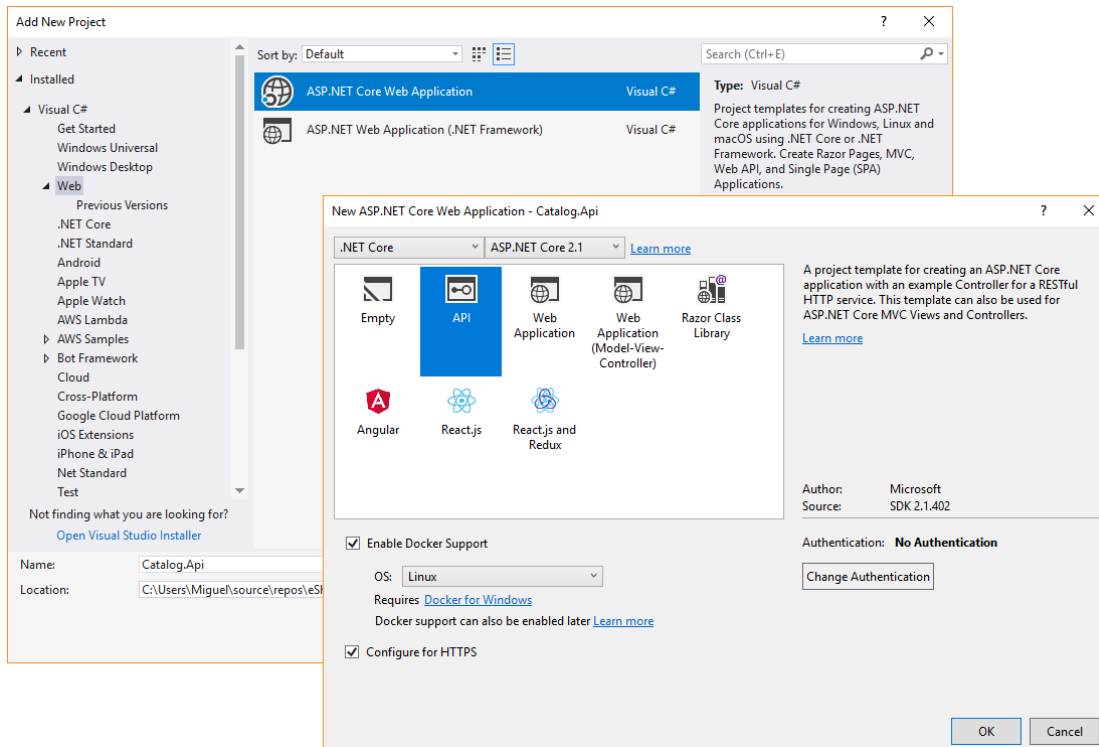 Add New Project
?
Recent
Installed
Visual C#
Get Started
Windows Universal
Windows Desktop
Web
Previous Versions
.NET Core
.NET Standard
Android
Apple TV
Apple Watch
AWS Lambda
AWS Samples
Bot Framework
Cloud
Cross-Platform
Google Cloud Platform
iOS Extensions
iPhone & iPad
Net Standard
Test
Not finding what you are looking for?
Open Visual Studio Installer
Sort by: Default
ASP.NET Core Web Application Visual C#
ASP.NET Web Application (.NET Framework) Visual C#
Search (Ctrl+E)
Type: Visual C#
Project templates for creating ASP.NET
Core applications for Windows, Linux and
macOS using .NET Core or .NET
Framework. Create Razor Pages, MVC,
Web API, and Single Page (SPA)
Applications.
Name: Catalog.Api
Location: C:\Users\Miguel\source\repos\eSh
New ASP.NET Core Web Application - Catalog.Api
?
.NET Core ASP.NET Core 2.1 Learn more
Empty
API
Web
Application
Web
Application
(Model-View-
Controller)
Razor Class
Library
Angular
React.js
React.js and
Redux
A project template for creating an ASP.NET Core
application with an example Controller for a RESTful
HTTP service. This template can also be used for
ASP.NET Core MVC Views and Controllers.
Learn more
Author: Microsoft
Source: SDK 2.1.402
Authentication: No Authentication
Change Authentication
Enable Docker Support
OS: Linux
Requires Docker for Windows
Docker support can also be enabled later Learn more
Configure for HTTPS
OK
Cancel